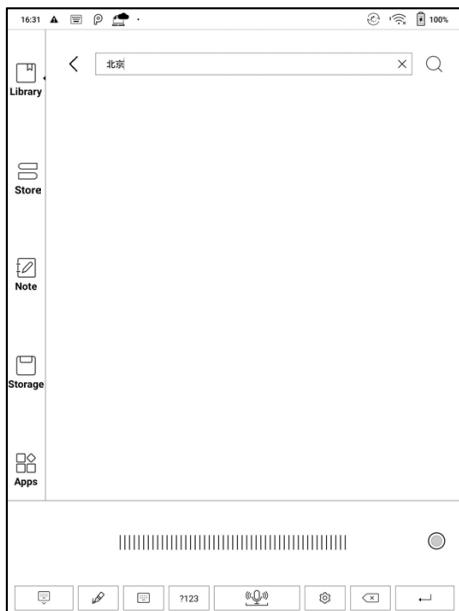 16:31 100%
北京
Library
Store
Note
Storage
Apps
?123